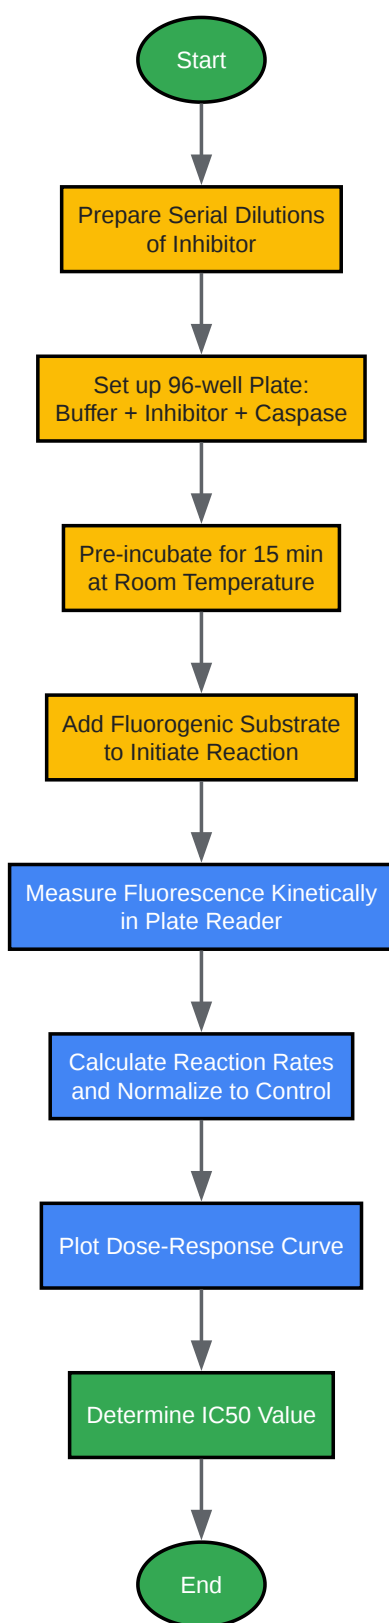 Start
Prepare Serial Dilutions
of Inhibitor
Set up 96-well Plate:
Buffer + Inhibitor + Caspase
Pre-incubate for 15 min
at Room Temperature
Add Fluorogenic Substrate
to Initiate Reaction
Measure Fluorescence Kinetically
in Plate Reader
Calculate Reaction Rates
and Normalize to Control
Plot Dose-Response Curve
Determine IC50 Value
End